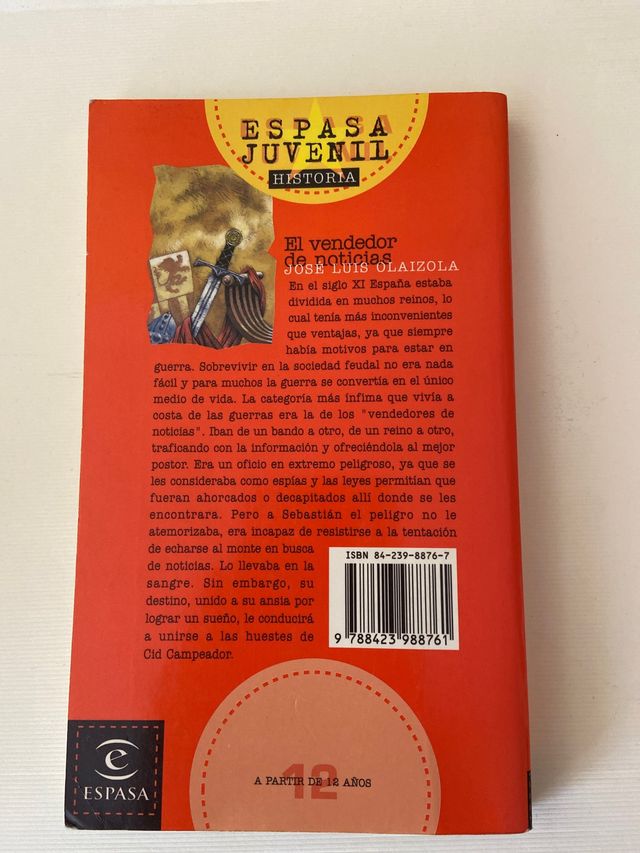 ESPASA
JUVENIL
HISTORIA
El vendedor
de noticias
JOSÉ LUIS OLAIZOLA
En el siglo XI España estaba
dividida en muchos reinos, lo
cual tenía más inconvenientes
que ventajas, ya que siempre
había motivos para estar en
guerra. Sobrevivir en la sociedad feudal no era nada
fácil y para muchos la guerra se convertía en el único
medio de vida. La categoría más ínfima que vivía a
costa de las guerras era la de los "vendedores de
noticias". Iban de un bando a otro, de un reino a otro,
traficando con la información y ofreciéndola al mejor
postor. Era un oficio en extremo peligroso, ya que se
les consideraba como espías y las leyes permitían que
fueran ahorcados o decapitados allí donde se les
encontrara. Pero a Sebastián el peligro no le
atemorizaba, era incapaz de resistirse a la tentación
de echarse al monte en busca
de noticias. Lo llevaba en la
sangre. Sin embargo, su
destino, unido a su ansia por
lograr un sueño, le conducirá
a unirse a las huestes de
Cid Campeador.
ISBN 84-239-8876-7
9 788423 988761
e
ESPASA
12
A PARTIR DE 12 AÑOS